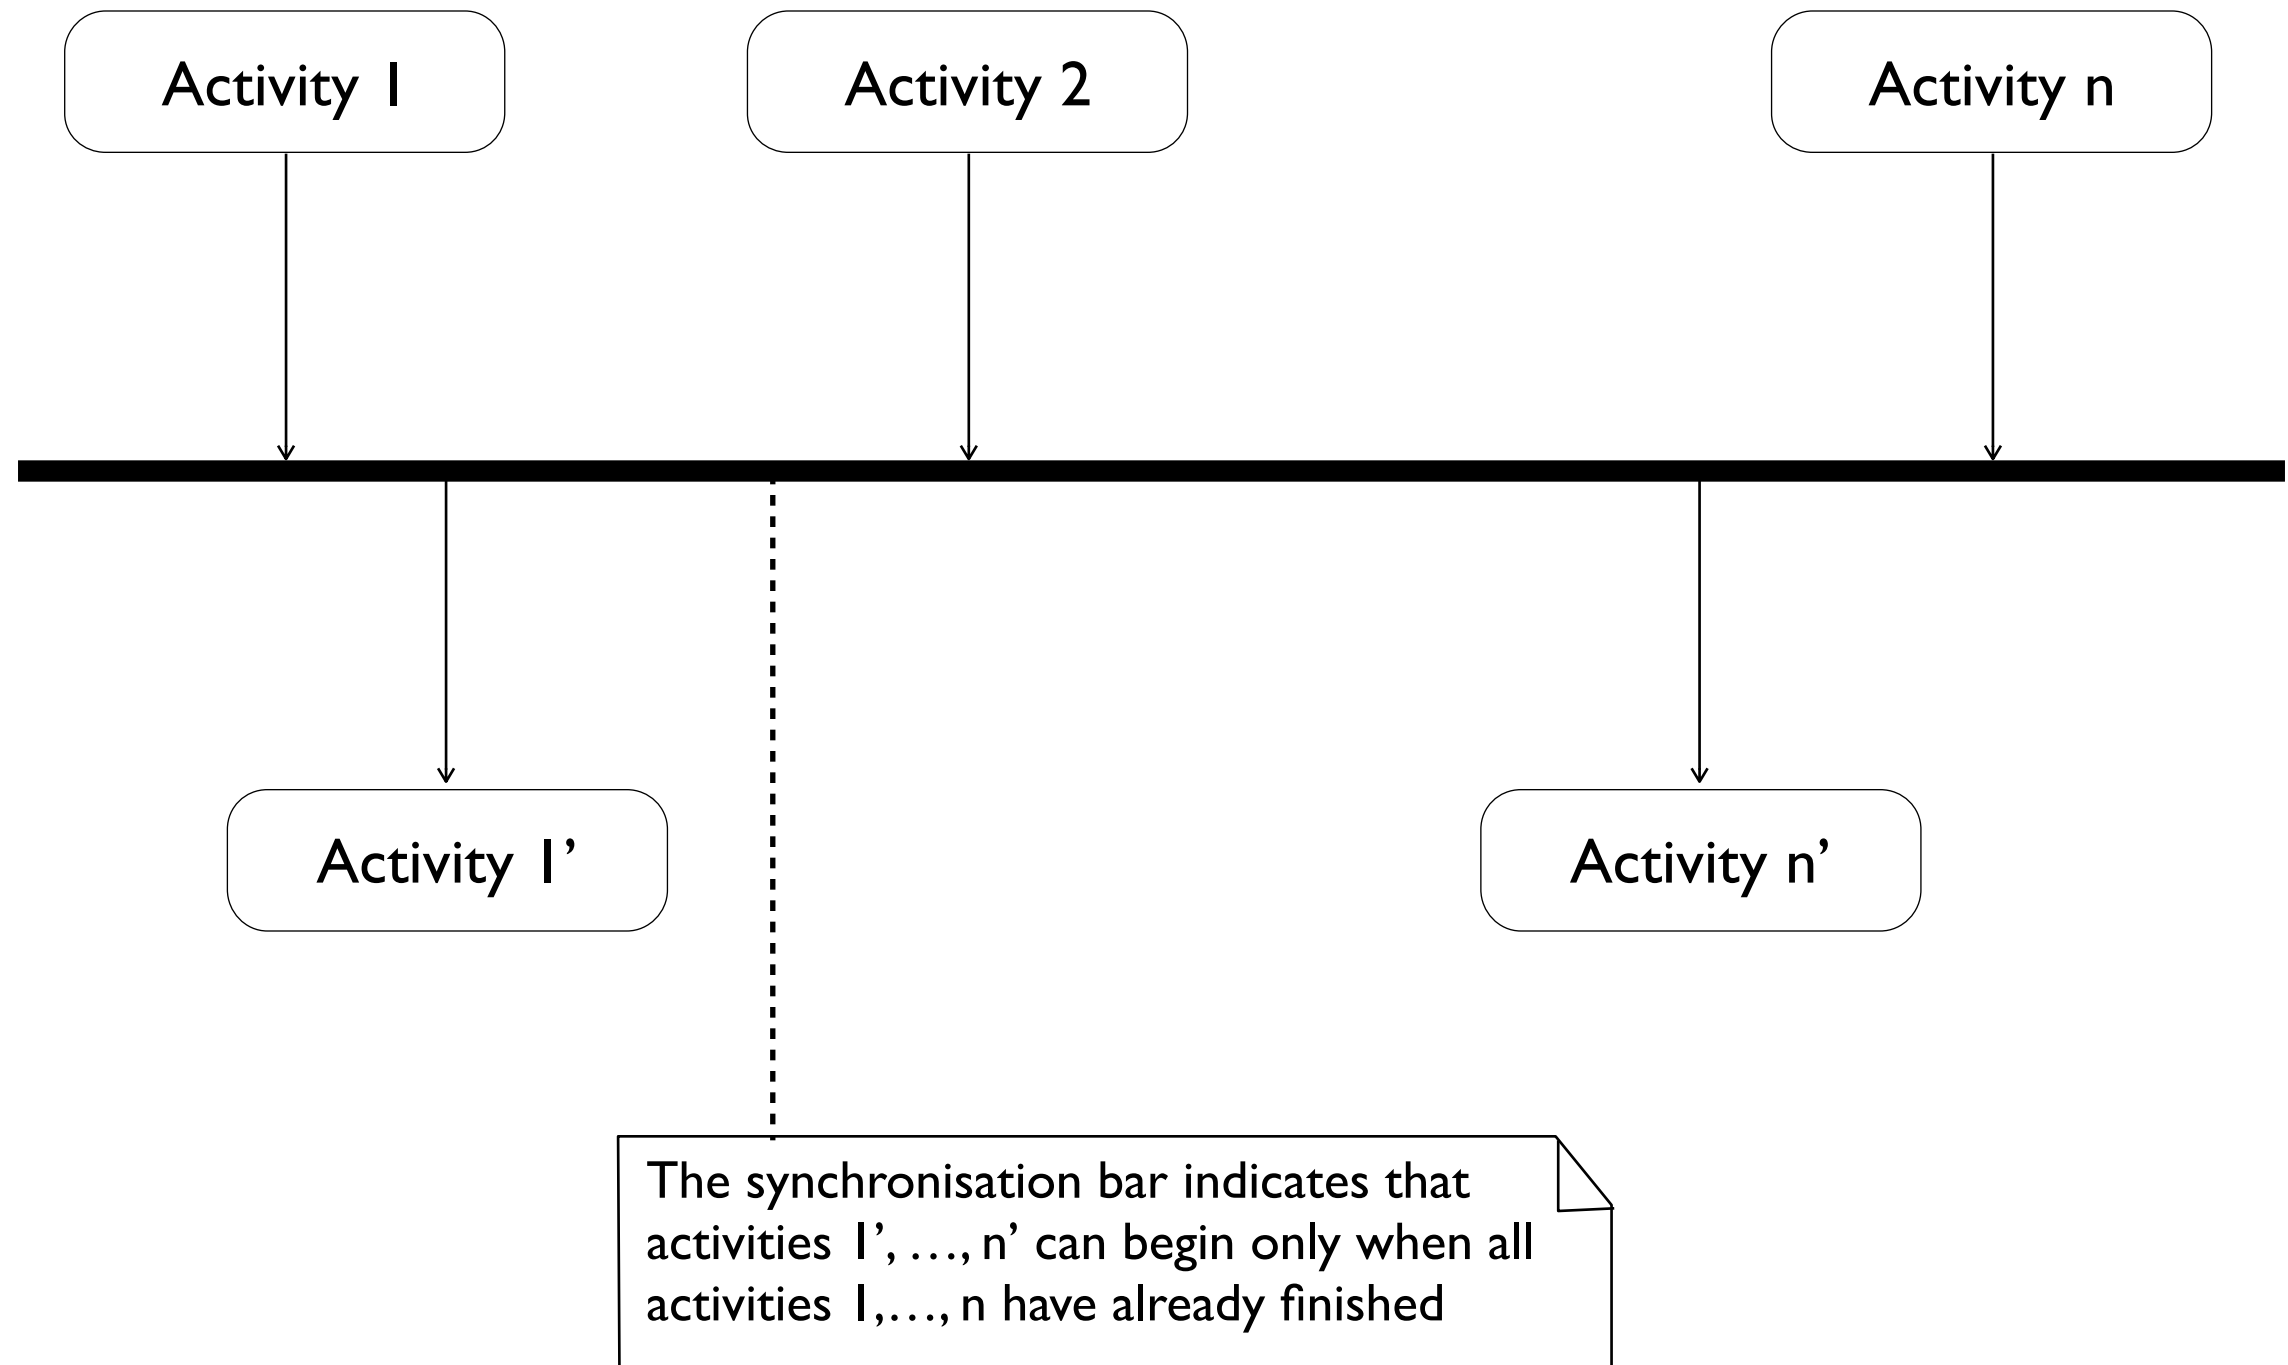 Activity 1
Activity 2
Activity n
Activity 1’
Activity n’
The synchronisation bar indicates that
activities 1’, …, n’ can begin only when all
activities 1,…, n have already finished